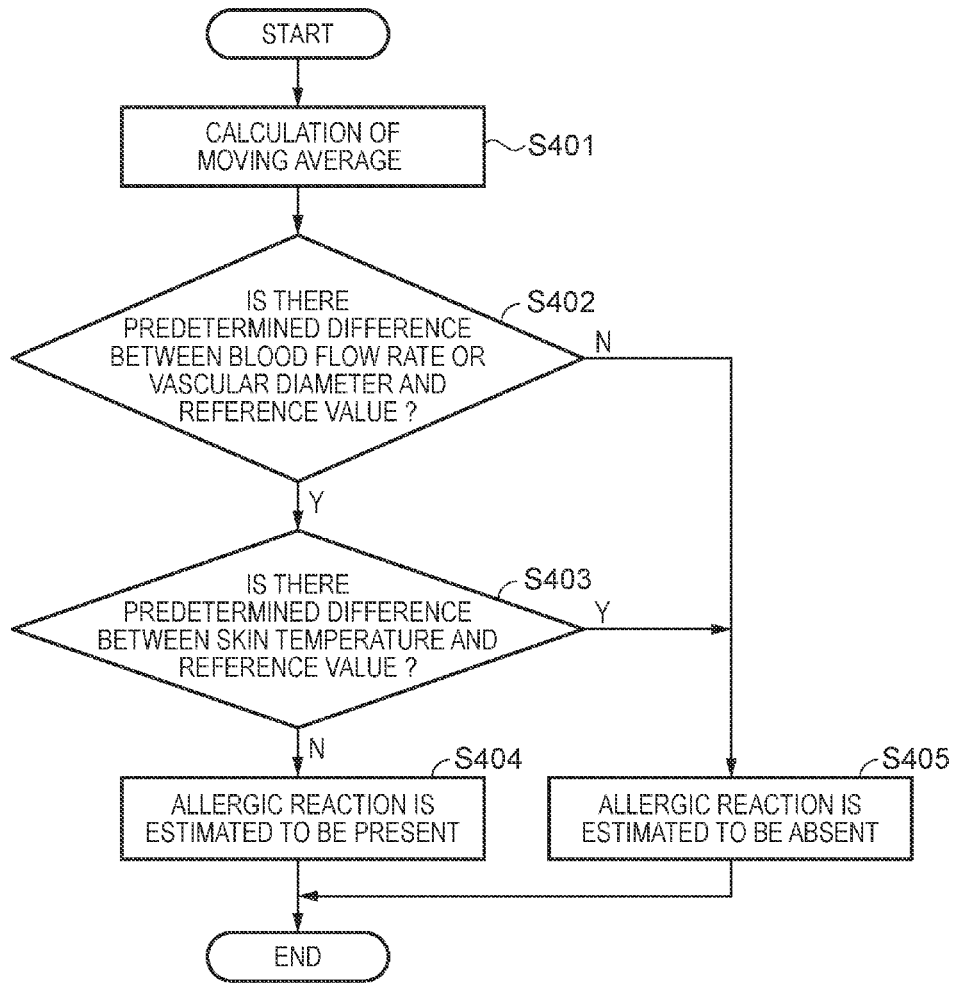 START
CALCULATION OF
MOVING AVERAGE
S401
IS THERE
PREDETERMINED DIFFERENCE
BETWEEN BLOOD FLOW RATE OR
VASCULAR DIAMETER AND
REFERENCE VALUE ?
S402
N
Y
IS THERE
PREDETERMINED DIFFERENCE
BETWEEN SKIN TEMPERATURE AND
REFERENCE VALUE ?
S403
Y
N
S404
ALLERGIC REACTION IS
ESTIMATED TO BE PRESENT
S405
ALLERGIC REACTION IS
ESTIMATED TO BE ABSENT
END